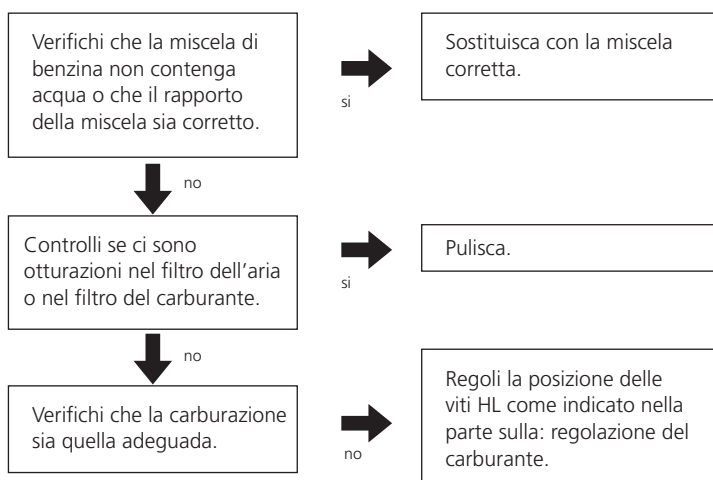 Verifichi che la miscela di
benzina non contenga
acqua o che il rapporto
della miscela sia corretto.
si
Sostituisca con la miscela
corretta.
no
Controlli se ci sono
otturazioni nel filtro dell'aria
o nel filtro del carburante.
si
Pulisca.
no
Verifichi che la carburazione
sia quella adeguada.
no
Regoli la posizione delle
viti HL come indicato nella
parte sulla: regolazione del
carburante.